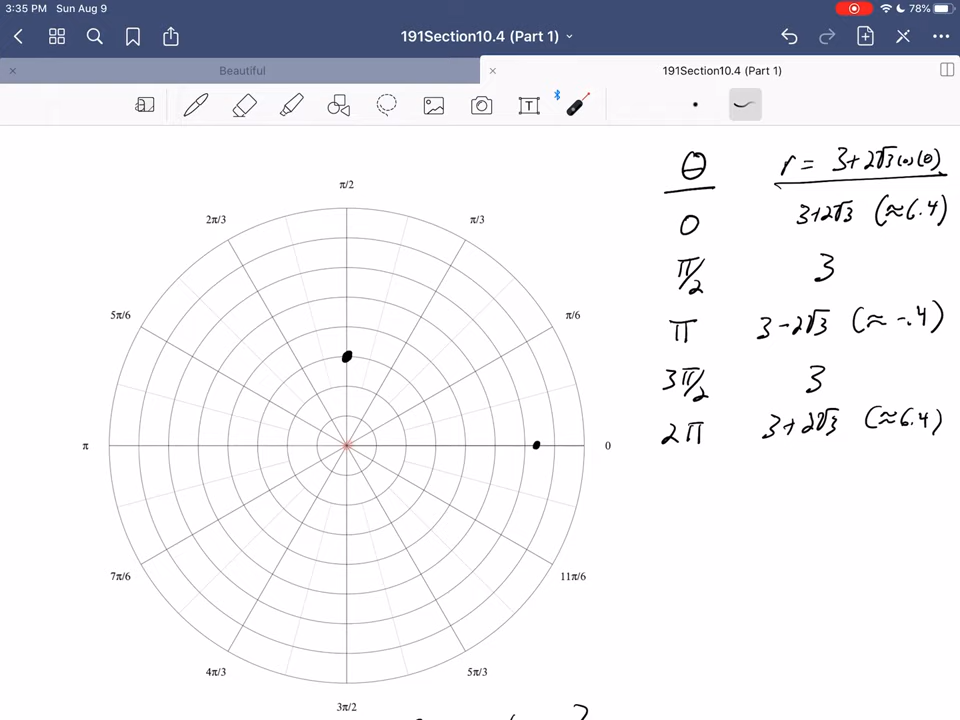 3:35 PM Sun Aug 9
78%
191Section10.4 (Part 1)
Beautiful
191Section10.4 (Part 1)
T
θ r = 3+2√3 cos(θ)
0 3+2√3 (≈6.4)
π/2 3
π 3-2√3 (≈ -.4)
3π/2 3
2π 3+2√3 (≈6.4)
π/2
2π/3 π/3
5π/6 π/6
π 0
7π/6 11π/6
4π/3 5π/3
3π/2